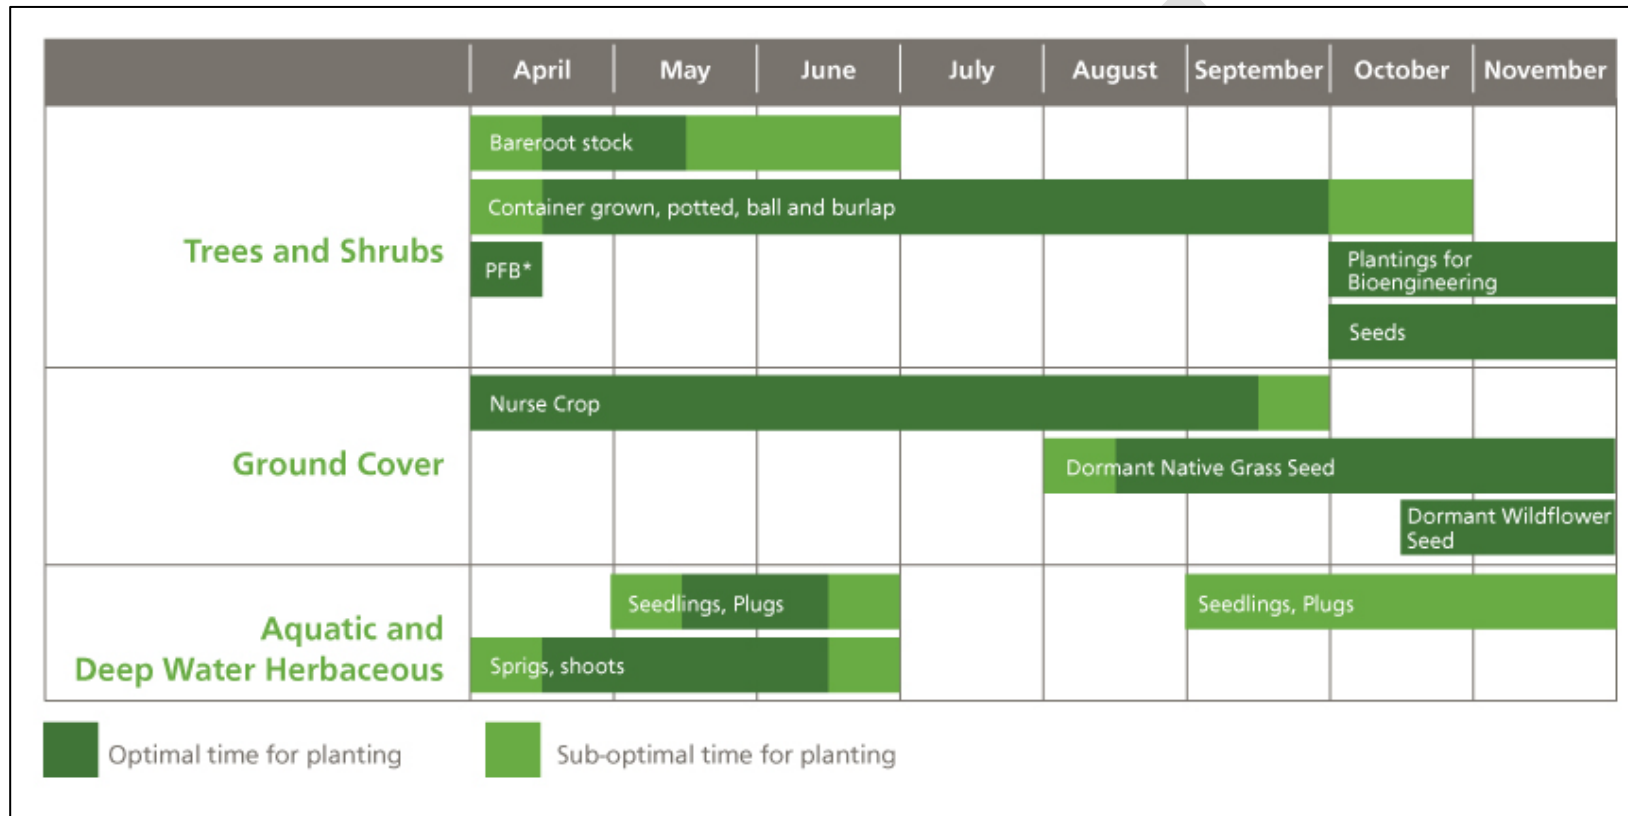 April May June July August September October November
Bareroot stock
Container grown, potted, ball and burlap
Trees and Shrubs
PFB*
Plantings for
Bioengineering
Seeds
Nurse Crop
Ground Cover
Dormant Native Grass Seed
Dormant Wildflower
Seed
Aquatic and
Deep Water Herbaceous
Seedlings, Plugs
Seedlings, Plugs
Sprigs, shoots
Optimal time for planting
Sub-optimal time for planting